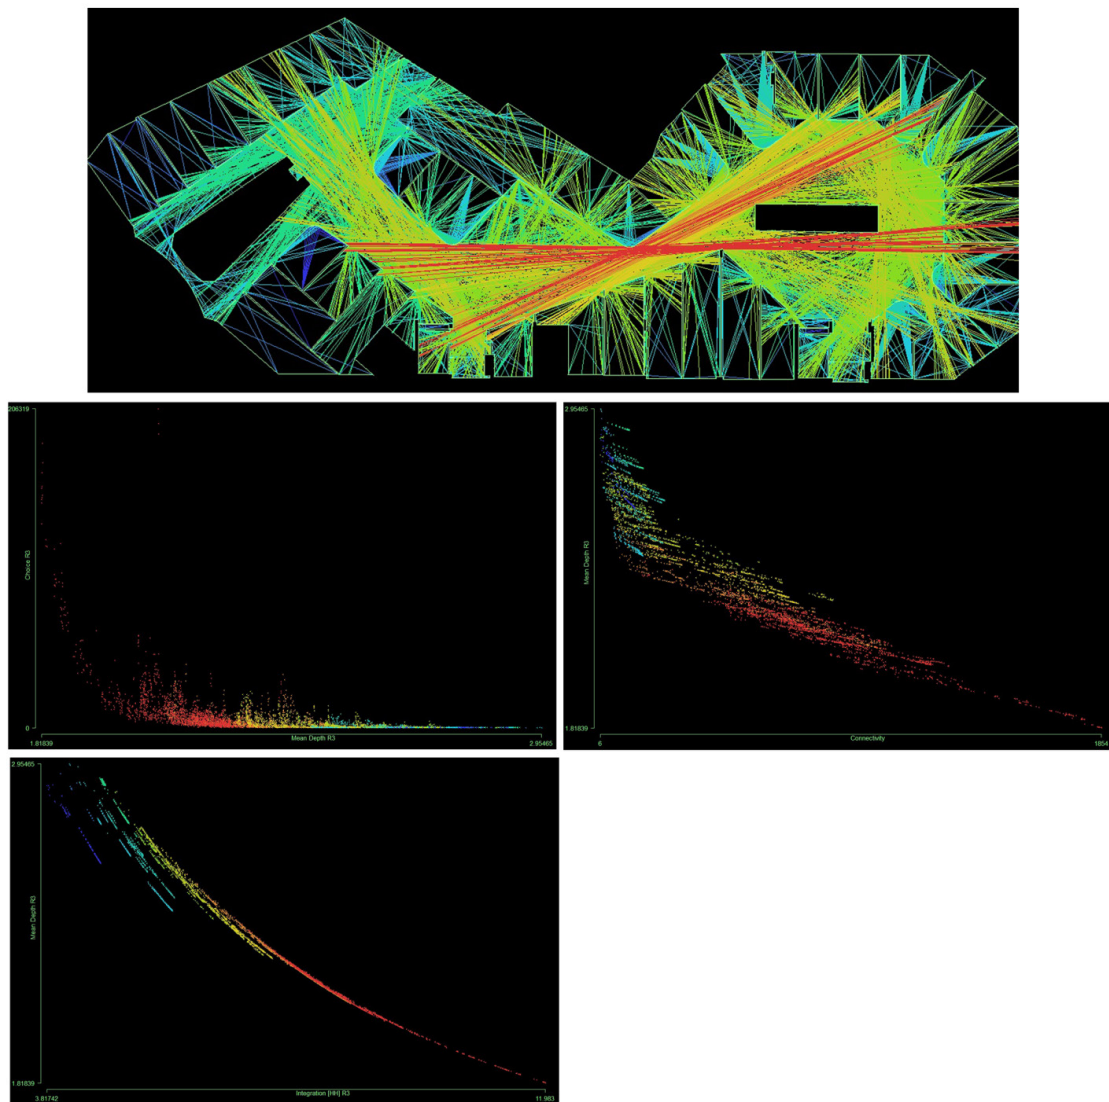 206319
Choice R3
0
1.81839
Mean Depth R3
2.95465
2.95465
Mean Depth R3
1.81839
6
Connectivity
1854
2.95465
Mean Depth R3
1.81839
3.81742
Integration [HH] R3
11.983